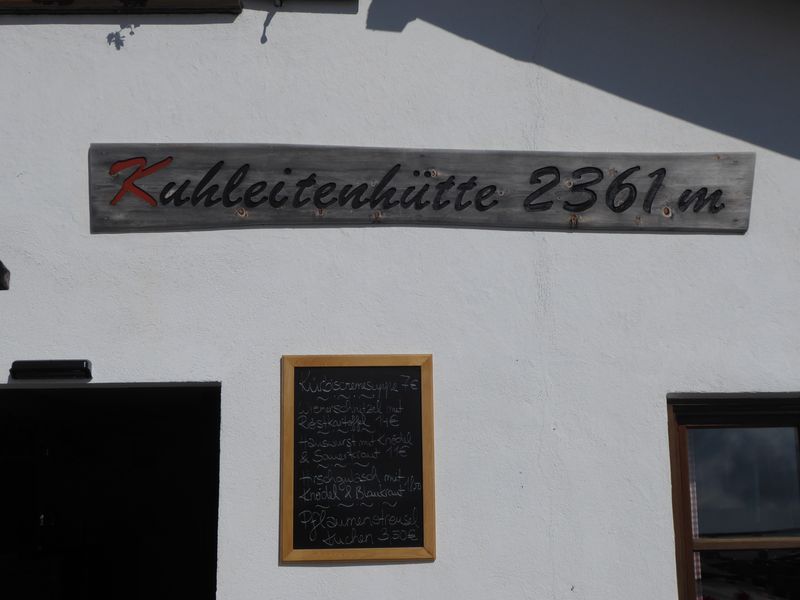 Kuhleitenhütte 2361 m
Kürbiscremesuppe 7€
wienerschnitzel mit
Röstkartoffel 14€
Hauswurst mit Knödel
& Sauerkraut 11€
Hirschgulasch mit
Knödel & Blaukraut
Pflaumenstreusel
Kuchen 3,50€